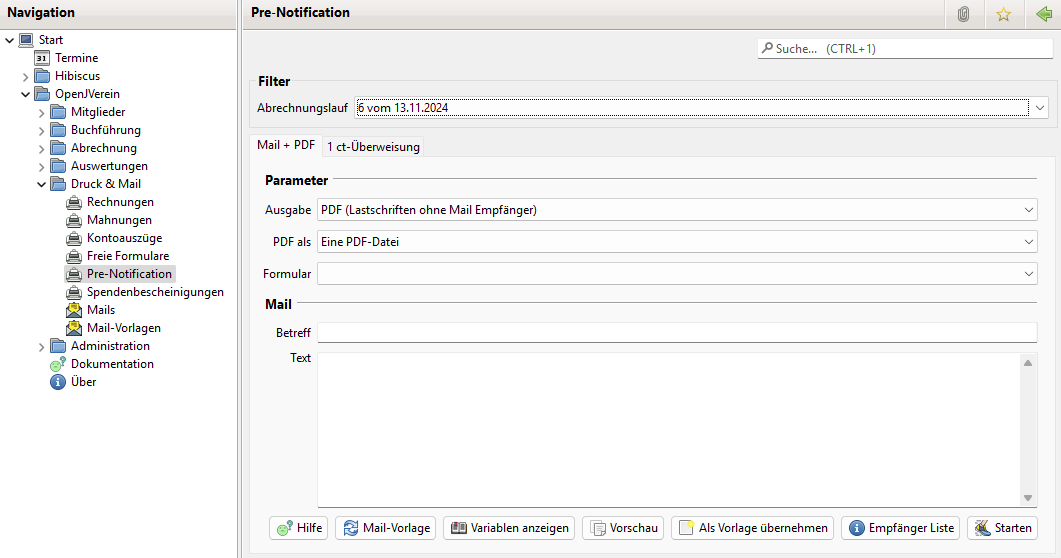 Navigation
Start
31 Termine
Hibiscus
OpenJVerein
Mitglieder
Buchführung
Abrechnung
Auswertungen
Druck & Mail
Rechnungen
Mahnungen
Kontoauszüge
Freie Formulare
Pre-Notification
Spendenbescheinigungen
Mails
Mail-Vorlagen
Administration
Dokumentation
Über
Pre-Notification
Suche... (CTRL+1)
Filter
Abrechnungslauf 6 vom 13.11.2024
Mail + PDF 1 ct-Überweisung
Parameter
Ausgabe PDF (Lastschriften ohne Mail Empfänger)
PDF als Eine PDF-Datei
Formular
Mail
Betreff
Text
Hilfe Mail-Vorlage Variablen anzeigen Vorschau Als Vorlage übernehmen Empfänger Liste Starten